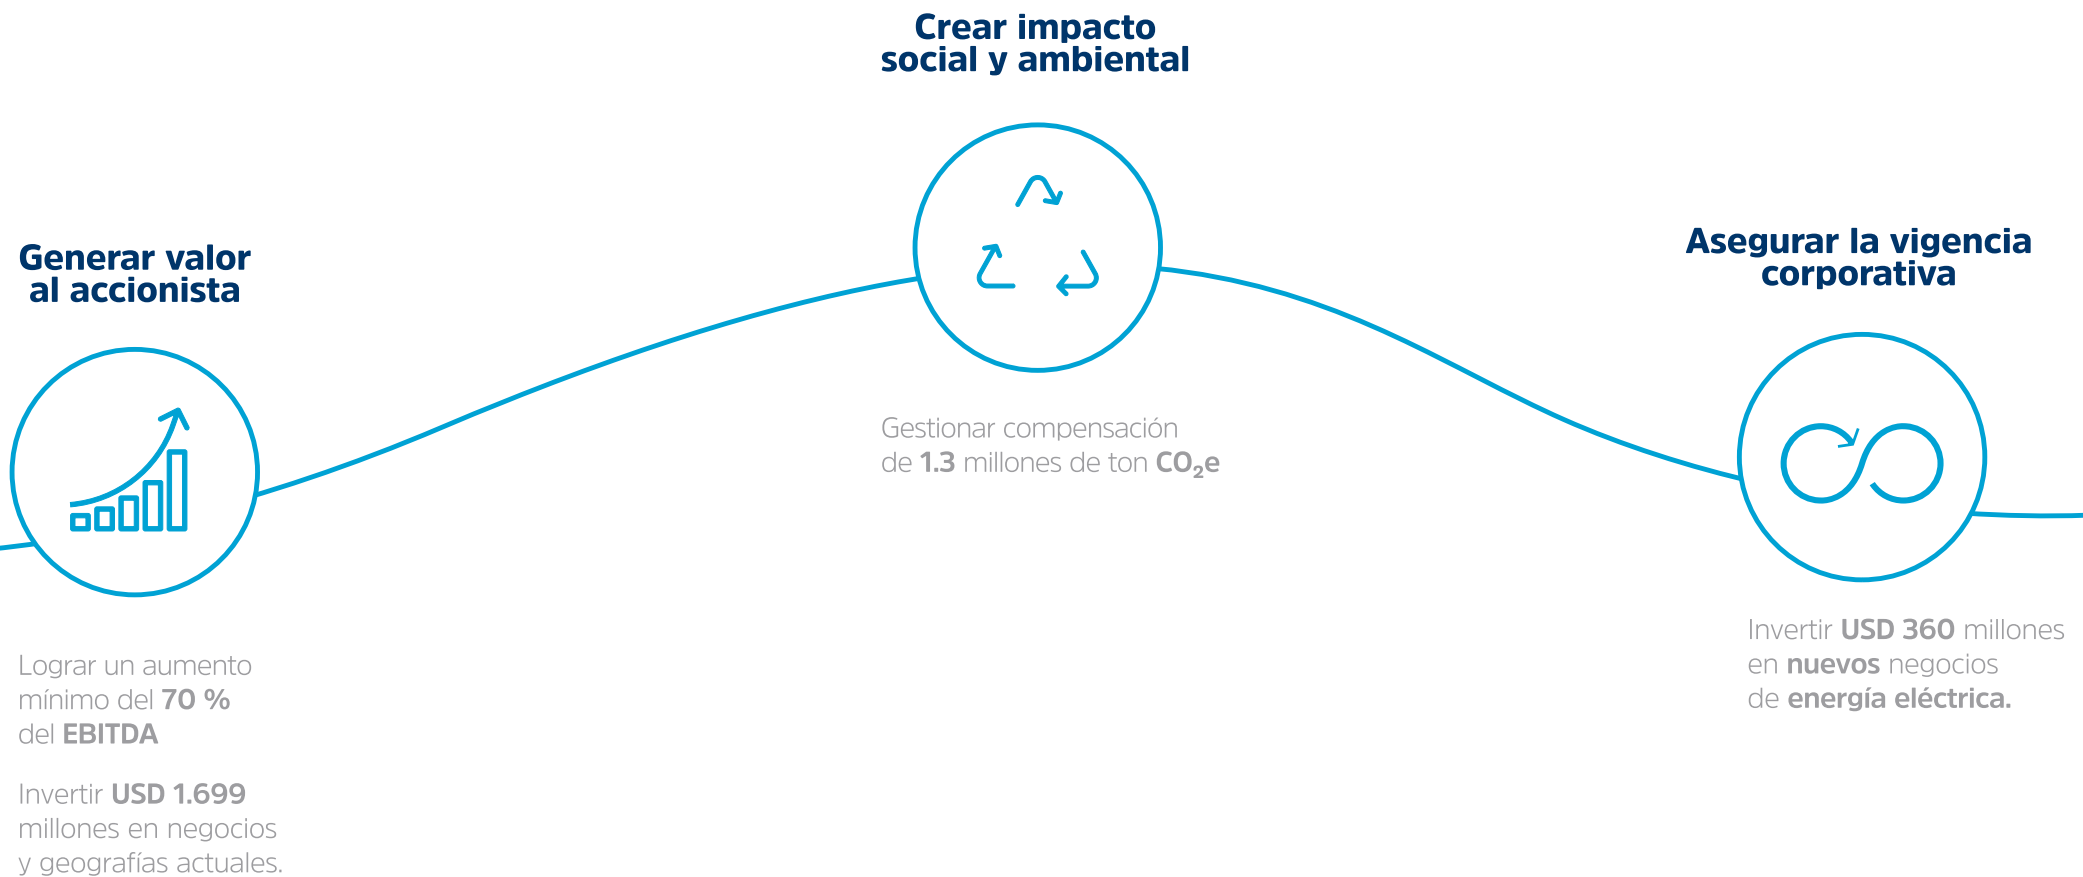 Generar valor
al accionista
Lograr un aumento
mínimo del 70 %
del EBITDA
Invertir USD 1.699
millones en negocios
y geografías actuales.
Crear impacto
social y ambiental
Gestionar compensación
de 1.3 millones de ton CO₂e
Asegurar la vigencia
corporativa
Invertir USD 360 millones
en nuevos negocios
de energía eléctrica.